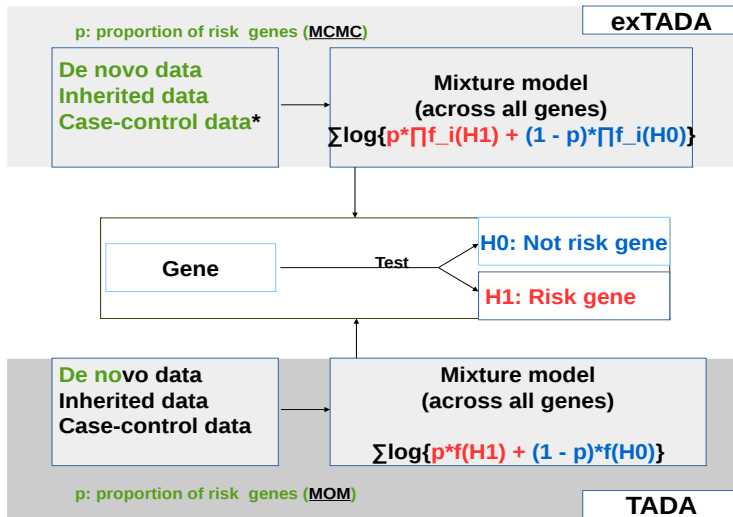 exTADA
p: proportion of risk genes (MCMC)
De novo data
Inherited data
Case-control data*
Mixture model
(across all genes)
∑log{p*∏f_i(H1) + (1 - p)*∏f_i(H0)}
Gene
Test
H0: Not risk gene
H1: Risk gene
De novo data
Inherited data
Case-control data
Mixture model
(across all genes)
∑log{p*f(H1) + (1 - p)*f(H0)}
p: proportion of risk genes (MOM)
TADA